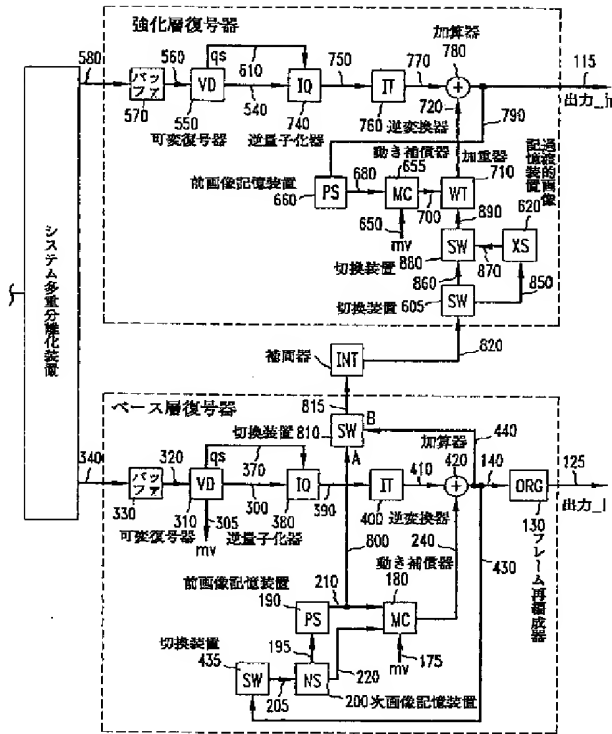 強化層復号器
580
バッファ
570
560
VD
qs
550
可変復号器
610
540
IQ
740
逆量子化器
750
IT
760
逆変換器
770
加算器
780
+
720
790
115
出力_h
前画像記憶装置
PS
660
680
動き補償器
655
MC
650
mv
700
加重器
710
WT
過渡的画像記憶装置
620
XS
890
SW
切換装置
880
870
860
切換装置 605
SW
850
820
システム多重分離化装置
補間器
INT
815
ベース層復号器
切換装置 810
SW
B
A
440
340
バッファ
330
320
VD
qs
310
可変復号器
305
mv
370
300
IQ
380
逆量子化器
390
IT
400
逆変換器
410
加算器
420
+
140
ORG
130
フレーム再編成器
125
出力_l
800
240
430
前画像記憶装置
190
PS
210
動き補償器
180
MC
175
mv
195
220
切換装置
435
SW
205
NS
200 次画像記憶装置